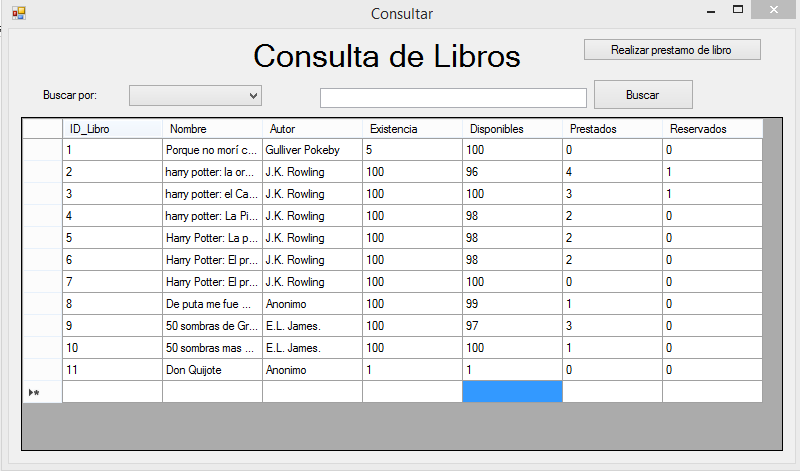 Consultar
Consulta de Libros
Realizar prestamo de libro
Buscar por:
Buscar
ID_Libro Nombre Autor Existencia Disponibles Prestados Reservados
1 Porque no morí c... Gulliver Pokeby 5 100 0 0
2 harry potter: la or... J.K. Rowling 100 96 4 1
3 harry potter: el Ca... J.K. Rowling 100 100 3 1
4 harry potter: La Pi... J.K. Rowling 100 98 2 0
5 Harry Potter: La p... J.K. Rowling 100 98 2 0
6 Harry Potter: El pr... J.K. Rowling 100 98 2 0
7 Harry Potter: El pr... J.K. Rowling 100 100 0 0
8 De puta me fue ... Anonimo 100 99 1 0
9 50 sombras de Gr... E.L. James. 100 97 3 0
10 50 sombras mas ... E.L. James. 100 100 1 0
11 Don Quijote Anonimo 1 1 0 0